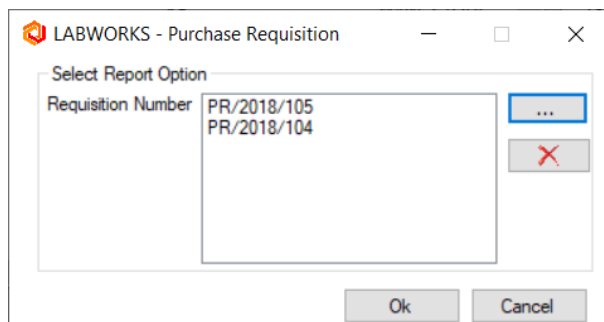 LABWORKS - Purchase Requisition
Select Report Option
Requisition Number
PR/2018/105
PR/2018/104
...
Ok Cancel